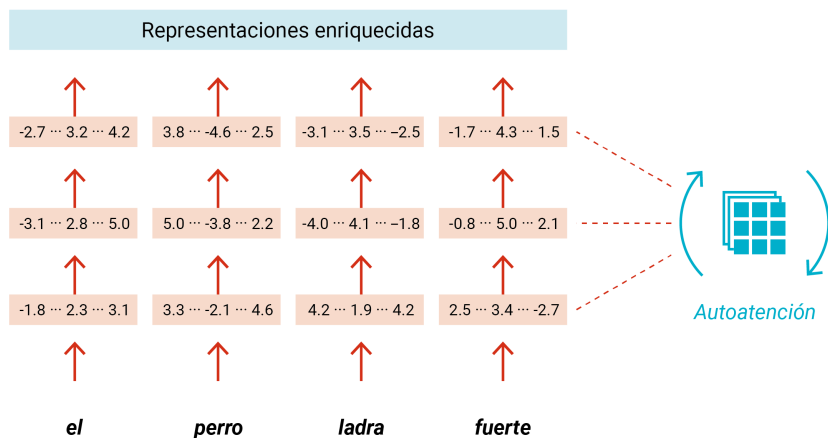 Representaciones enriquecidas
-2.7 ··· 3.2 ··· 4.2 3.8 ··· -4.6 ··· 2.5 -3.1 ··· 3.5 ··· –2.5 -1.7 ··· 4.3 ··· 1.5
-3.1 ··· 2.8 ··· 5.0 5.0 ··· -3.8 ··· 2.2 -4.0 ··· 4.1 ··· –1.8 -0.8 ··· 5.0 ··· 2.1
-1.8 ··· 2.3 ··· 3.1 3.3 ··· -2.1 ··· 4.6 4.2 ··· 1.9 ··· 4.2 2.5 ··· 3.4 ··· -2.7
Autoatención
el perro ladra fuerte